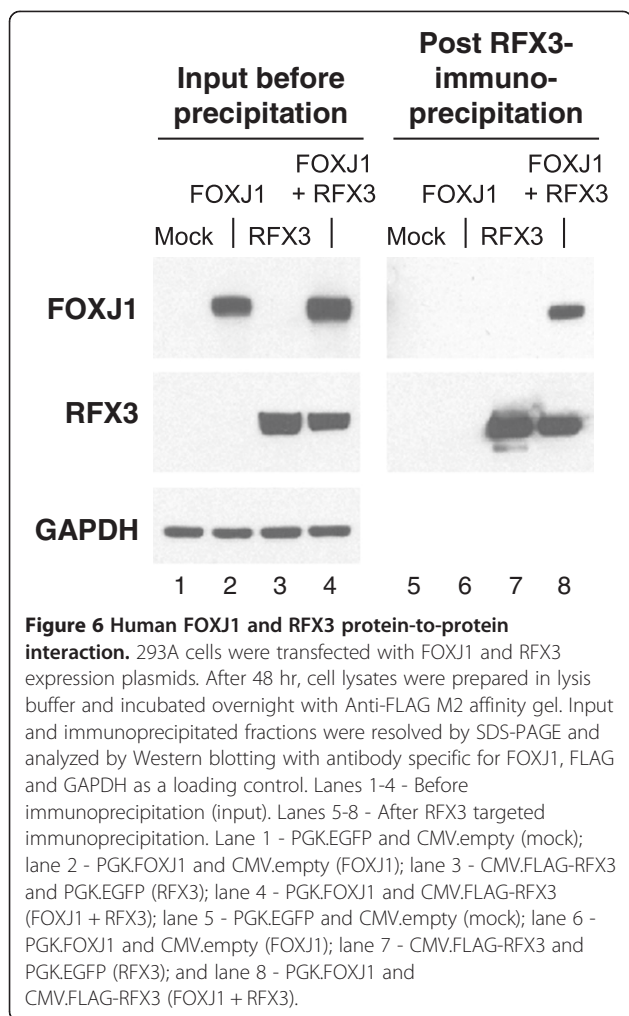 Input before
precipitation
Post RFX3-
immuno-
precipitation
FOXJ1
FOXJ1
+ RFX3
Mock | RFX3 |
FOXJ1
FOXJ1
+ RFX3
Mock | RFX3 |
FOXJ1
RFX3
GAPDH
1 2 3 4 5 6 7 8
Figure 6 Human FOXJ1 and RFX3 protein-to-protein
interaction. 293A cells were transfected with FOXJ1 and RFX3
expression plasmids. After 48 hr, cell lysates were prepared in lysis
buffer and incubated overnight with Anti-FLAG M2 affinity gel. Input
and immunoprecipitated fractions were resolved by SDS-PAGE and
analyzed by Western blotting with antibody specific for FOXJ1, FLAG
and GAPDH as a loading control. Lanes 1-4 - Before
immunoprecipitation (input). Lanes 5-8 - After RFX3 targeted
immunoprecipitation. Lane 1 - PGK.EGFP and CMV.empty (mock);
lane 2 - PGK.FOXJ1 and CMV.empty (FOXJ1); lane 3 - CMV.FLAG-RFX3
and PGK.EGFP (RFX3); lane 4 - PGK.FOXJ1 and CMV.FLAG-RFX3
(FOXJ1 + RFX3); lane 5 - PGK.EGFP and CMV.empty (mock); lane 6 -
PGK.FOXJ1 and CMV.empty (FOXJ1); lane 7 - CMV.FLAG-RFX3 and
PGK.EGFP (RFX3); and lane 8 - PGK.FOXJ1 and
CMV.FLAG-RFX3 (FOXJ1 + RFX3).